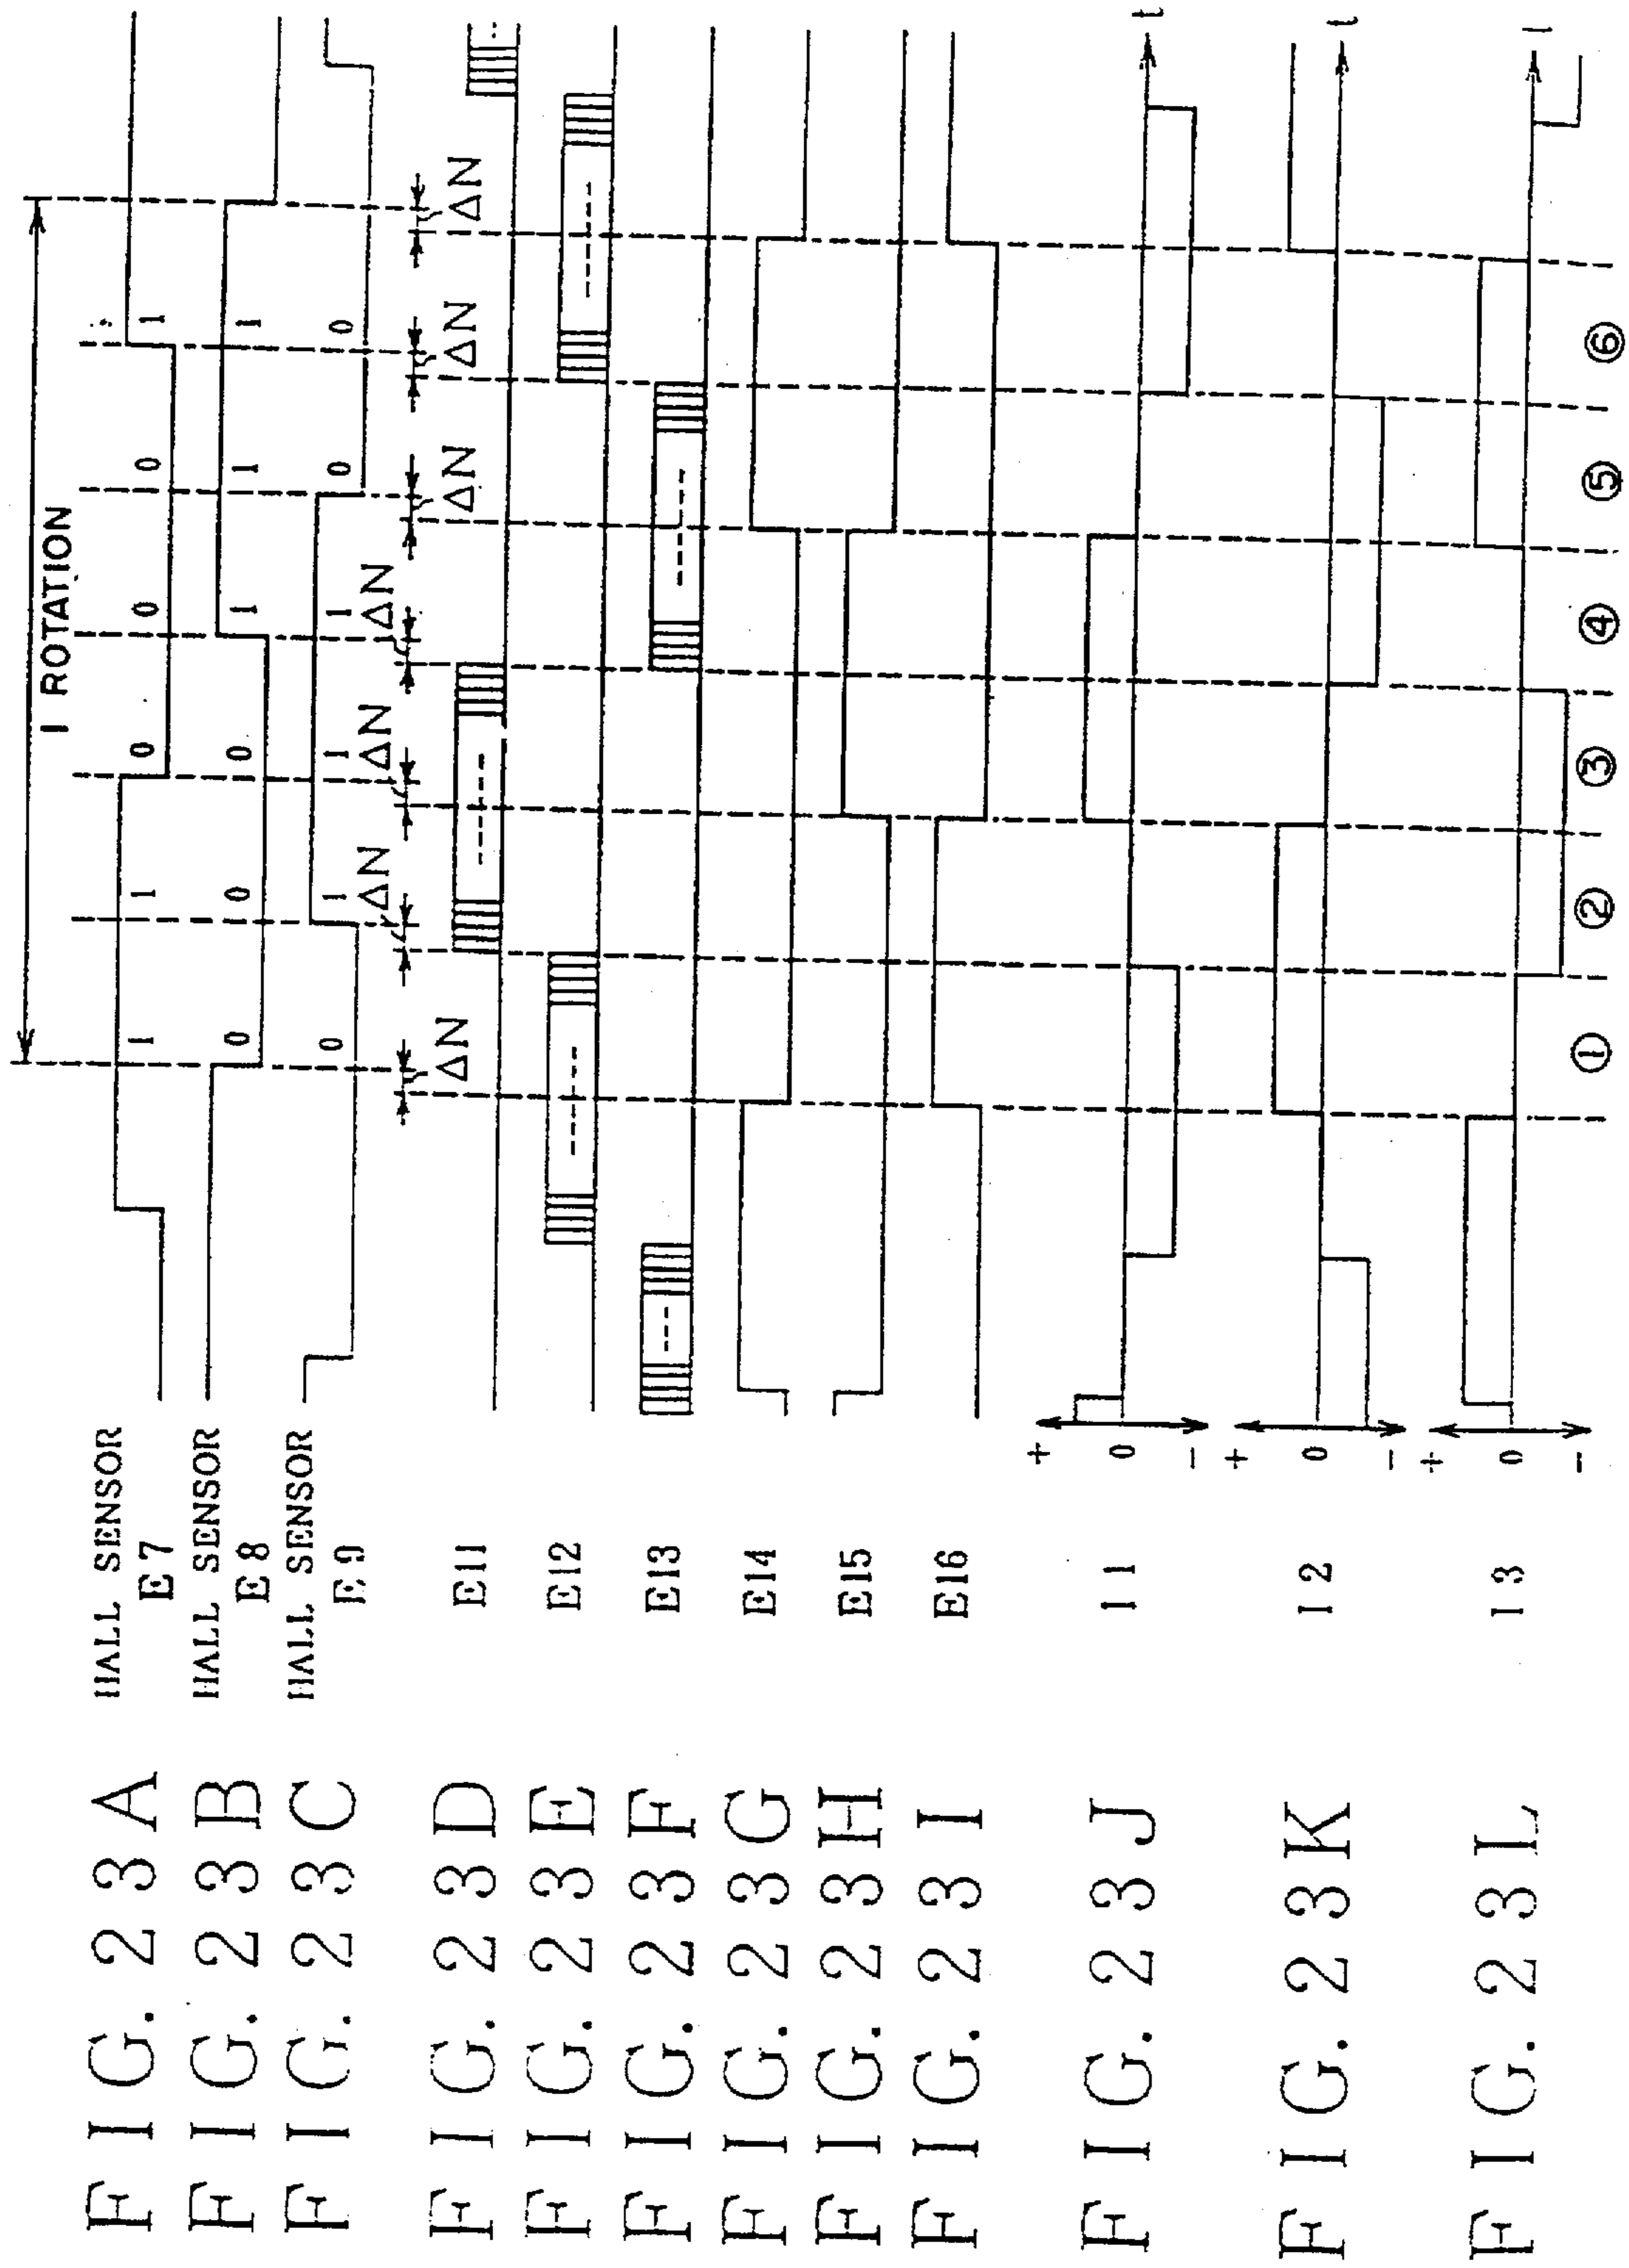 1 ROTATION
FIG. 23A
HALL SENSOR
E7
1 1 0 0 0 1
FIG. 23B
HALL SENSOR
E8
0 0 0 1 1 1
FIG. 23C
HALL SENSOR
E9
0 1 1 1 0 0
ΔN ΔN ΔN ΔN ΔN ΔN ΔN
FIG. 23D
E11
FIG. 23E
E12
FIG. 23F
E13
FIG. 23G
E14
FIG. 23H
E15
FIG. 23I
E16
FIG. 23J
I1
+
0
−
t
FIG. 23K
I2
+
0
−
t
FIG. 23L
I3
+
0
−
t
① ② ③ ④ ⑤ ⑥